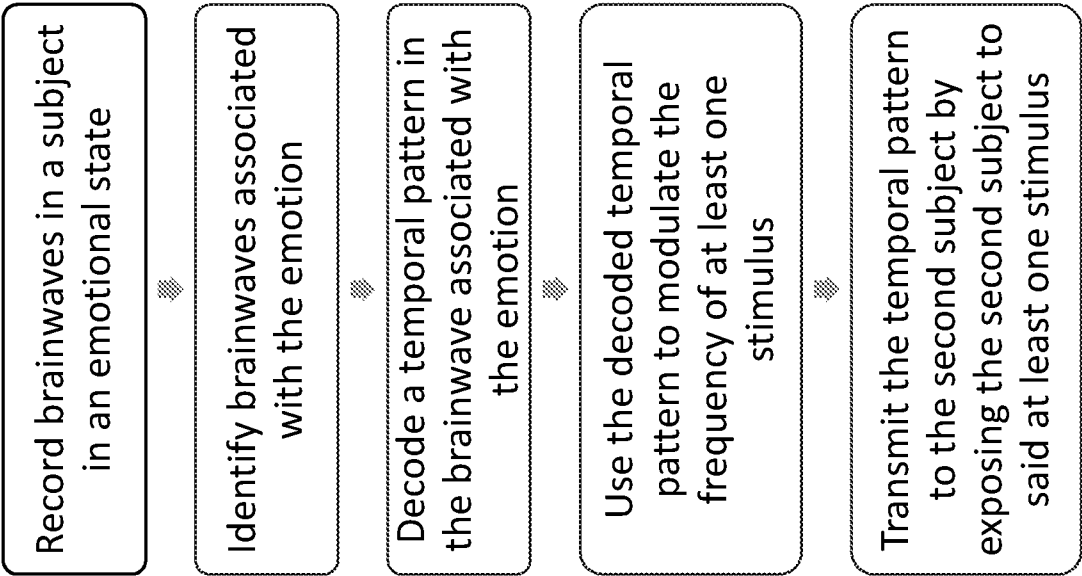 Record brainwaves in a subject
in an emotional state
Identify brainwaves associated
with the emotion
Decode a temporal pattern in
the brainwave associated with
the emotion
Use the decoded temporal
pattern to modulate the
frequency of at least one
stimulus
Transmit the temporal pattern
to the second subject by
exposing the second subject to
said at least one stimulus